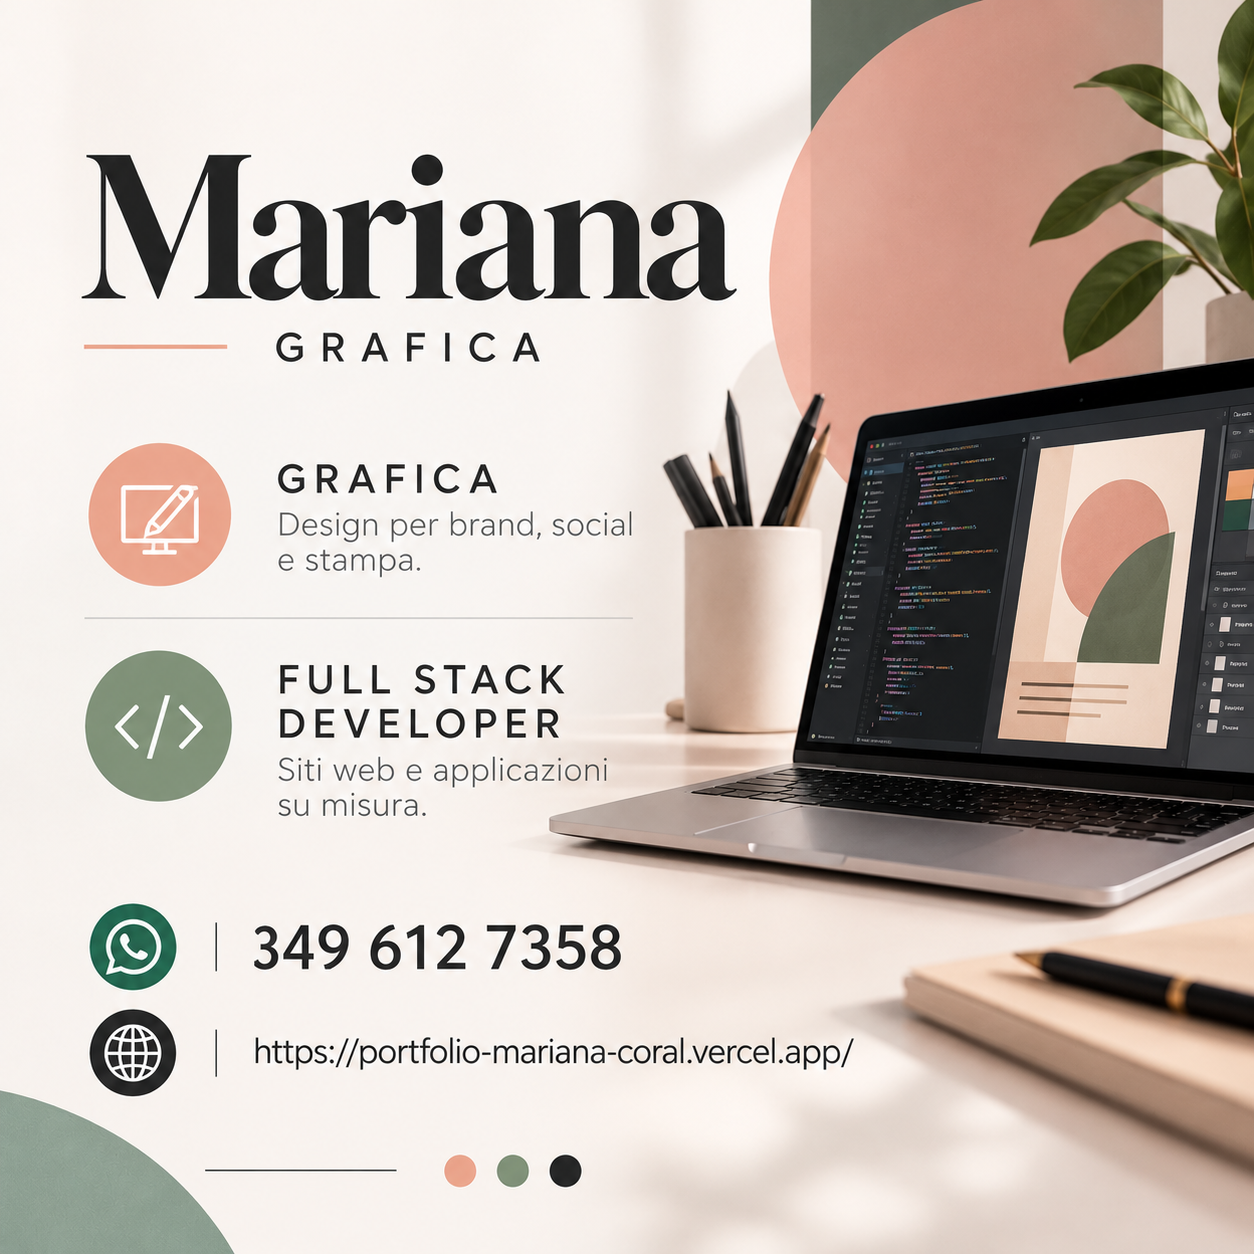 Mariana
GRAFICA
GRAFICA
Design per brand, social
e stampa.
FULL STACK
DEVELOPER
Siti web e applicazioni
su misura.
349 612 7358
https://portfolio-mariana-coral.vercel.app/